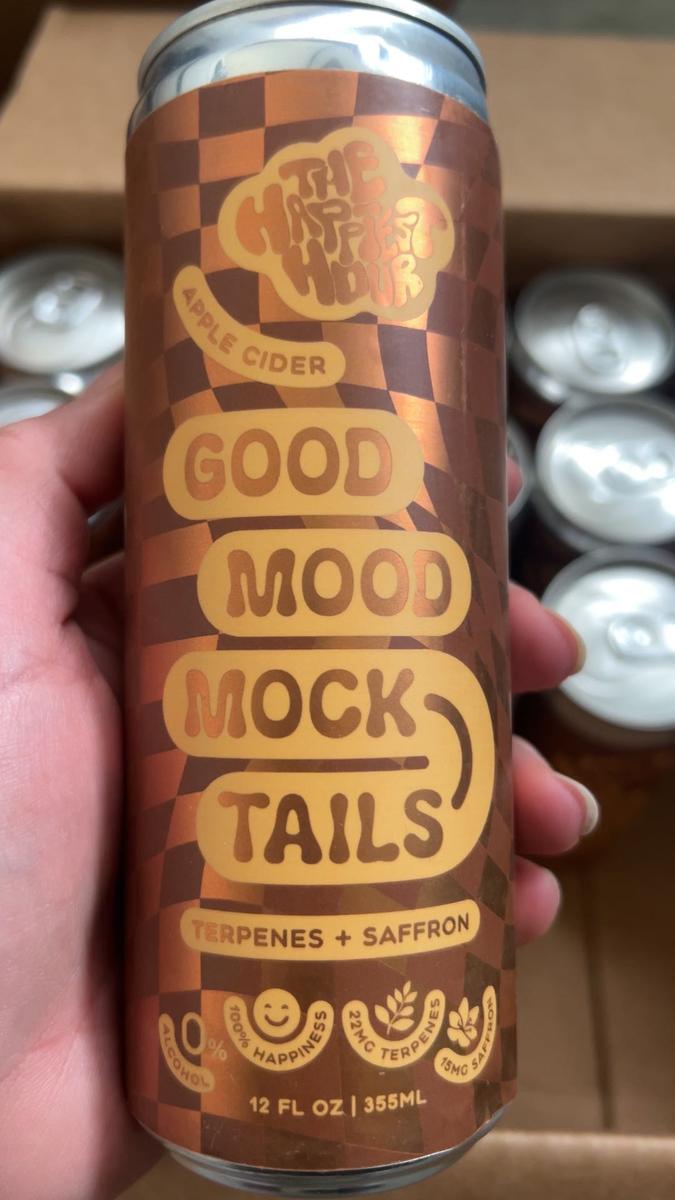 THE
HAPPIEST
HOUR
APPLE CIDER
GOOD
MOOD
MOCK
TAILS
TERPENES + SAFFRON
0%
ALCOHOL
100% HAPPINESS
22MG TERPENES
15MG SAFFRON
12 FL OZ | 355ML